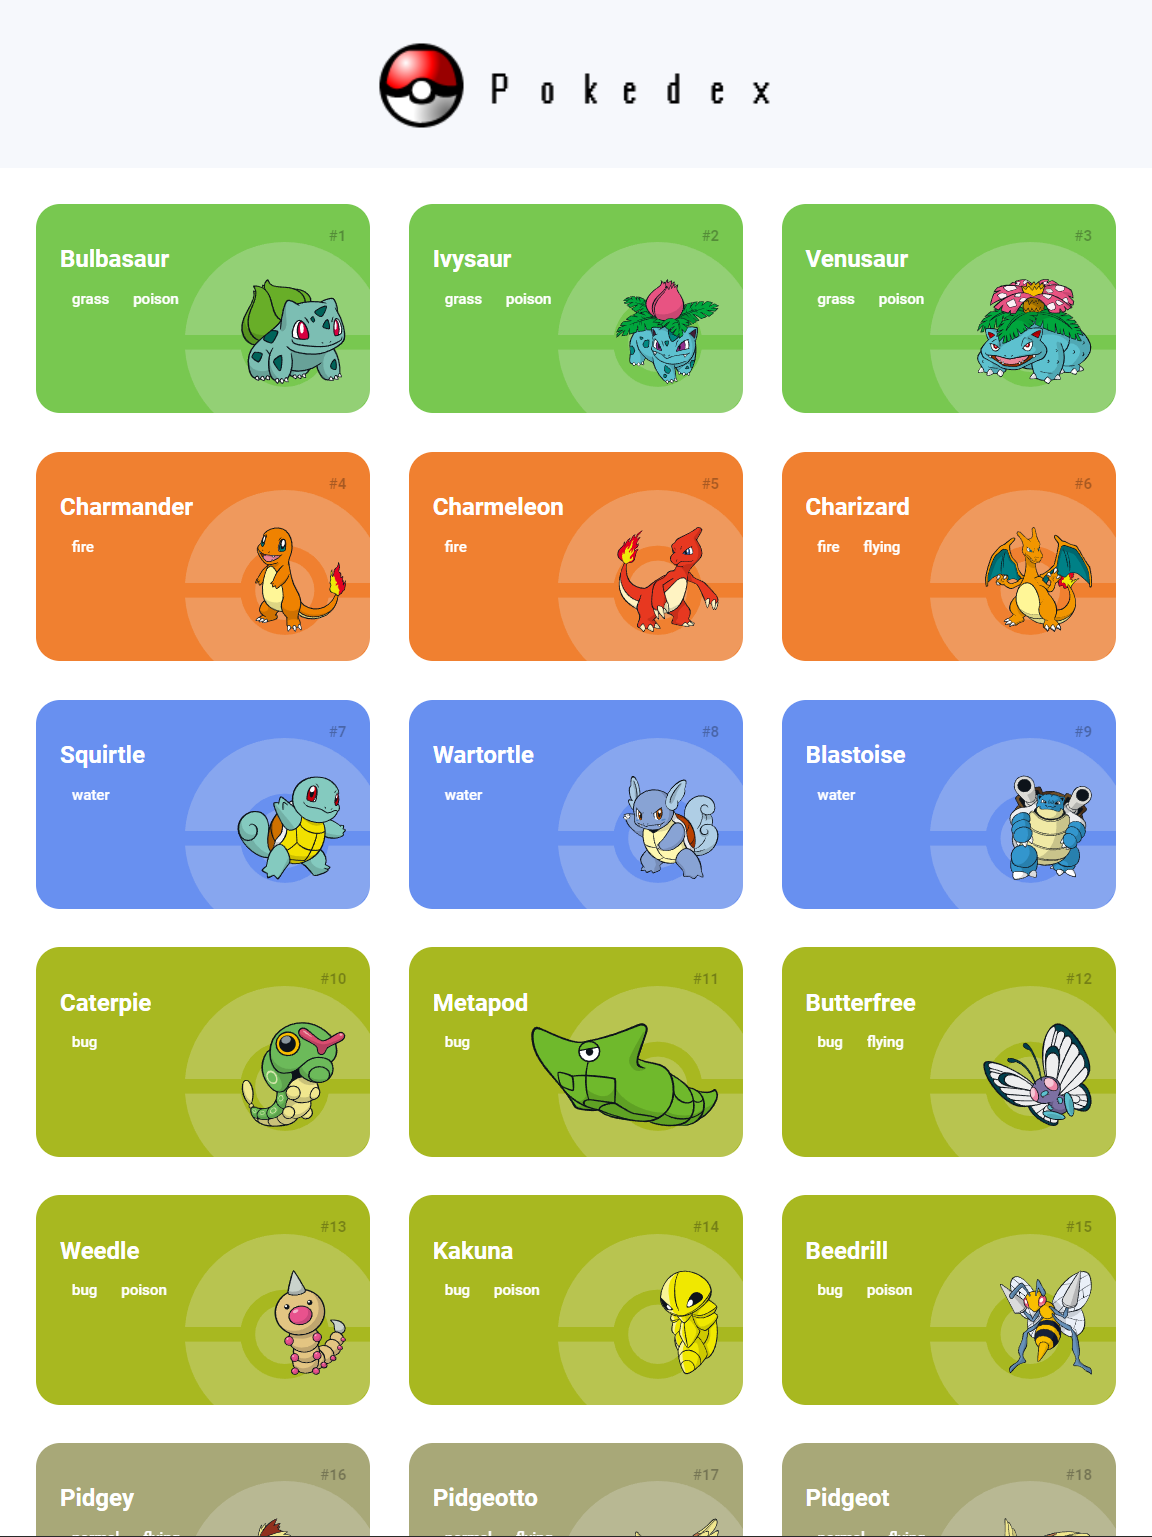 Pokedex
#1
Bulbasaur
grass poison
#2
Ivysaur
grass poison
#3
Venusaur
grass poison
#4
Charmander
fire
#5
Charmeleon
fire
#6
Charizard
fire flying
#7
Squirtle
water
#8
Wartortle
water
#9
Blastoise
water
#10
Caterpie
bug
#11
Metapod
bug
#12
Butterfree
bug flying
#13
Weedle
bug poison
#14
Kakuna
bug poison
#15
Beedrill
bug poison
#16
Pidgey
#17
Pidgeotto
#18
Pidgeot